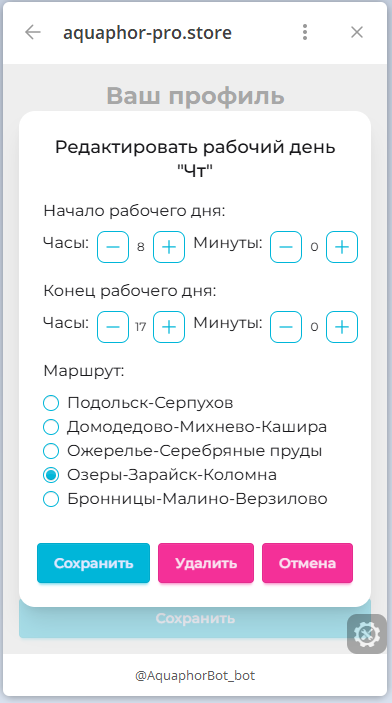 aquaphor-pro.store
Ваш профиль
Редактировать рабочий день
"Чт"
Начало рабочего дня:
Часы: − 8 + Минуты: − 0 +
Конец рабочего дня:
Часы: − 17 + Минуты: − 0 +
Маршрут:
Подольск-Серпухов
Домодедово-Михнево-Кашира
Ожерелье-Серебряные пруды
Озеры-Зарайск-Коломна
Бронницы-Малино-Верзилово
Сохранить Удалить Отмена
Сохранить
@AquaphorBot_bot